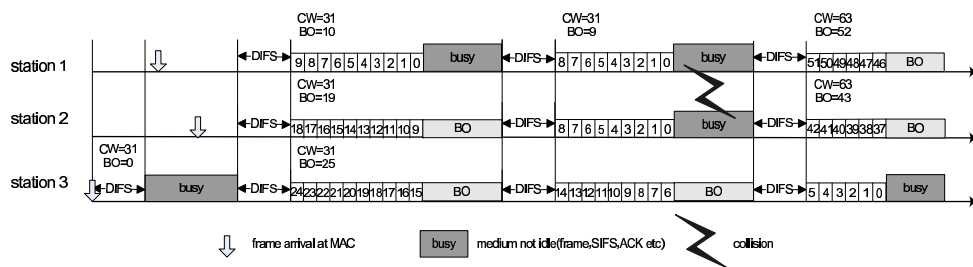 CW=31 CW=31 CW=63
BO=10 BO=9 BO=52
station 1 DIFS 9 8 7 6 5 4 3 2 1 0 busy DIFS 8 7 6 5 4 3 2 1 0 busy DIFS 51 50 49 48 47 46 BO
CW=31 CW=63
BO=19 BO=43
station 2 DIFS 18 17 16 15 14 13 12 11 10 9 BO DIFS 8 7 6 5 4 3 2 1 0 busy DIFS 42 41 40 39 38 37 BO
CW=31 CW=31
BO=0 BO=25
station 3 DIFS busy DIFS 24 23 22 21 20 19 18 17 16 15 BO DIFS 14 13 12 11 10 9 8 7 6 BO DIFS 5 4 3 2 1 0 busy
frame arrival at MAC busy medium not idle(frame,SIFS,ACK etc) collision